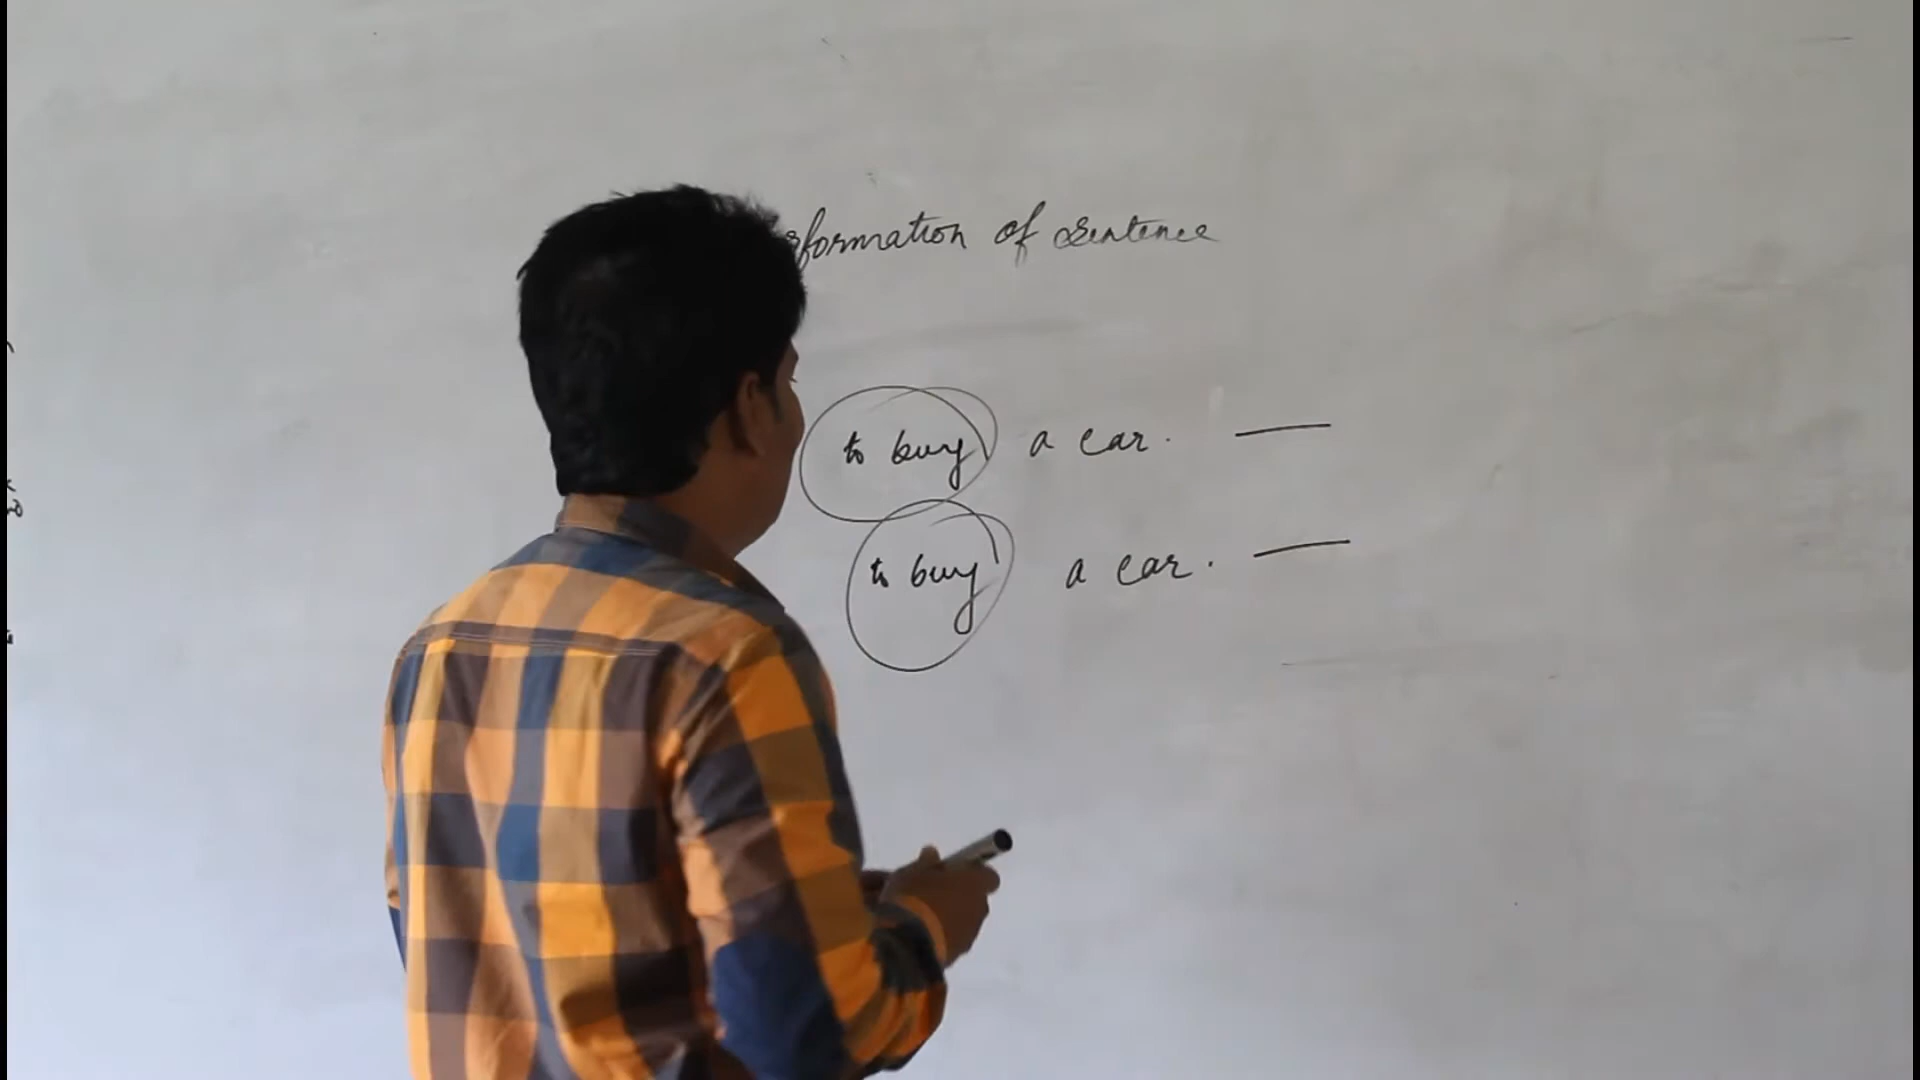 formation of Sentence
to buy a car.
to buy a car.